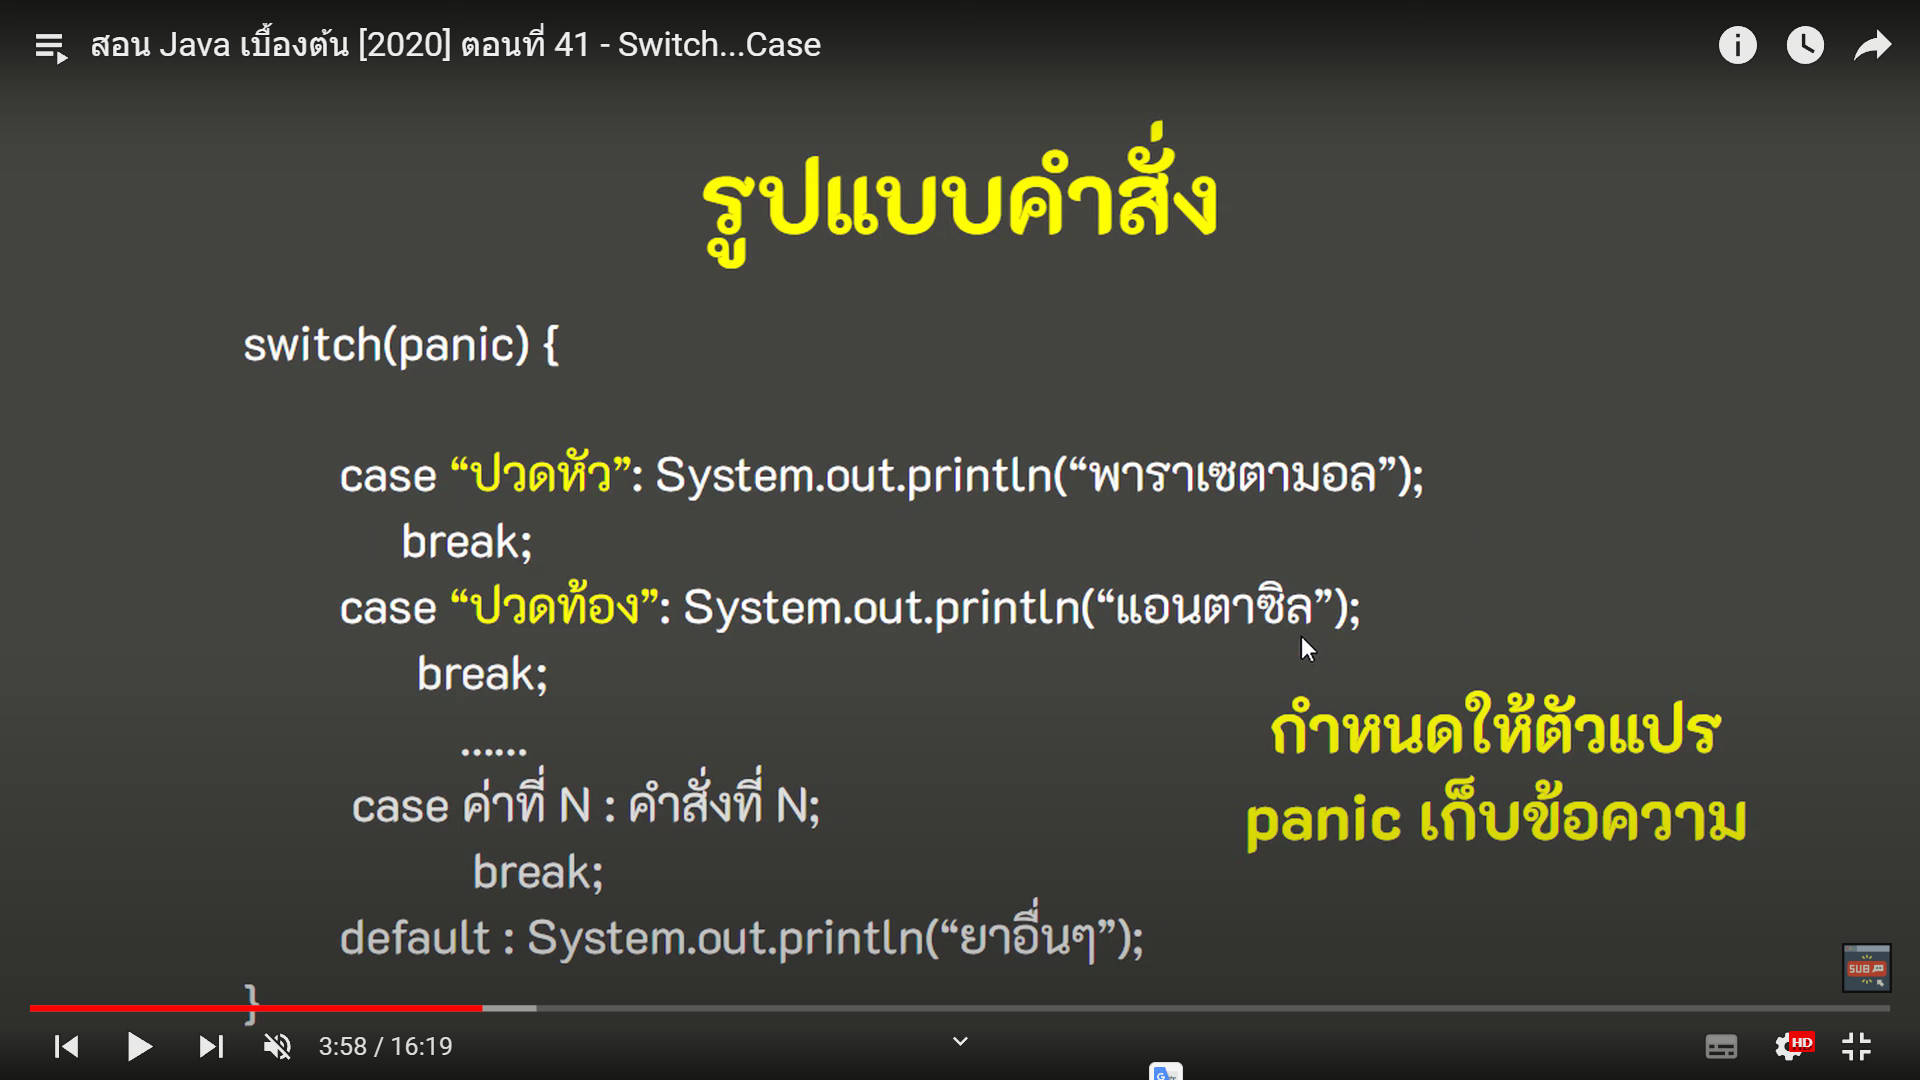 สอน Java เบื้องต้น [2020] ตอนที่ 41 - Switch...Case
รูปแบบคำสั่ง
switch(panic) {
case “ปวดหัว”: System.out.println(“พาราเซตามอล”);
break;
case “ปวดท้อง”: System.out.println(“แอนตาซิล”);
break;
......
case ค่าที่ N : คำสั่งที่ N;
break;
default : System.out.println(“ยาอื่นๆ”);
}
กำหนดให้ตัวแปร
panic เก็บข้อความ
SUB
3:58 / 16:19
HD